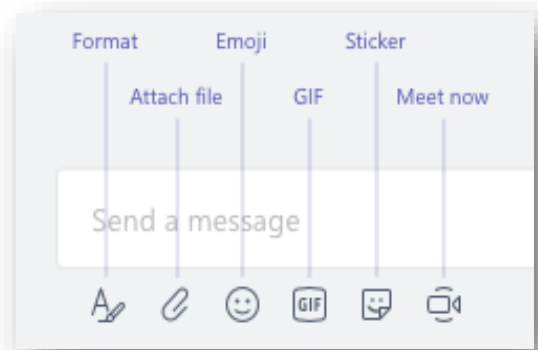 Format Emoji Sticker
Attach file GIF Meet now
Send a message
GIF